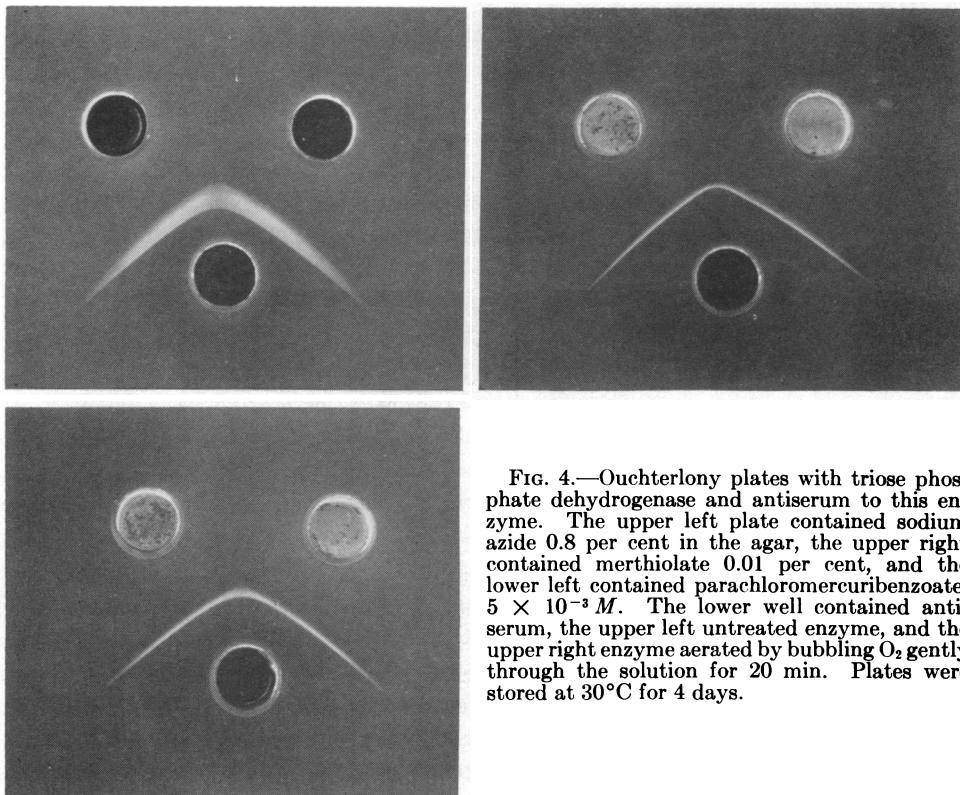 FIG. 4.—Ouchterlony plates with triose phos
phate dehydrogenase and antiserum to this en
zyme. The upper left plate contained sodium
azide 0.8 per cent in the agar, the upper righ
contained merthiolate 0.01 per cent, and th
lower left contained parachloromercuribenzoate
5 × 10⁻³ M. The lower well contained anti
serum, the upper left untreated enzyme, and th
upper right enzyme aerated by bubbling O₂ gently
through the solution for 20 min. Plates wer
stored at 30°C for 4 days.